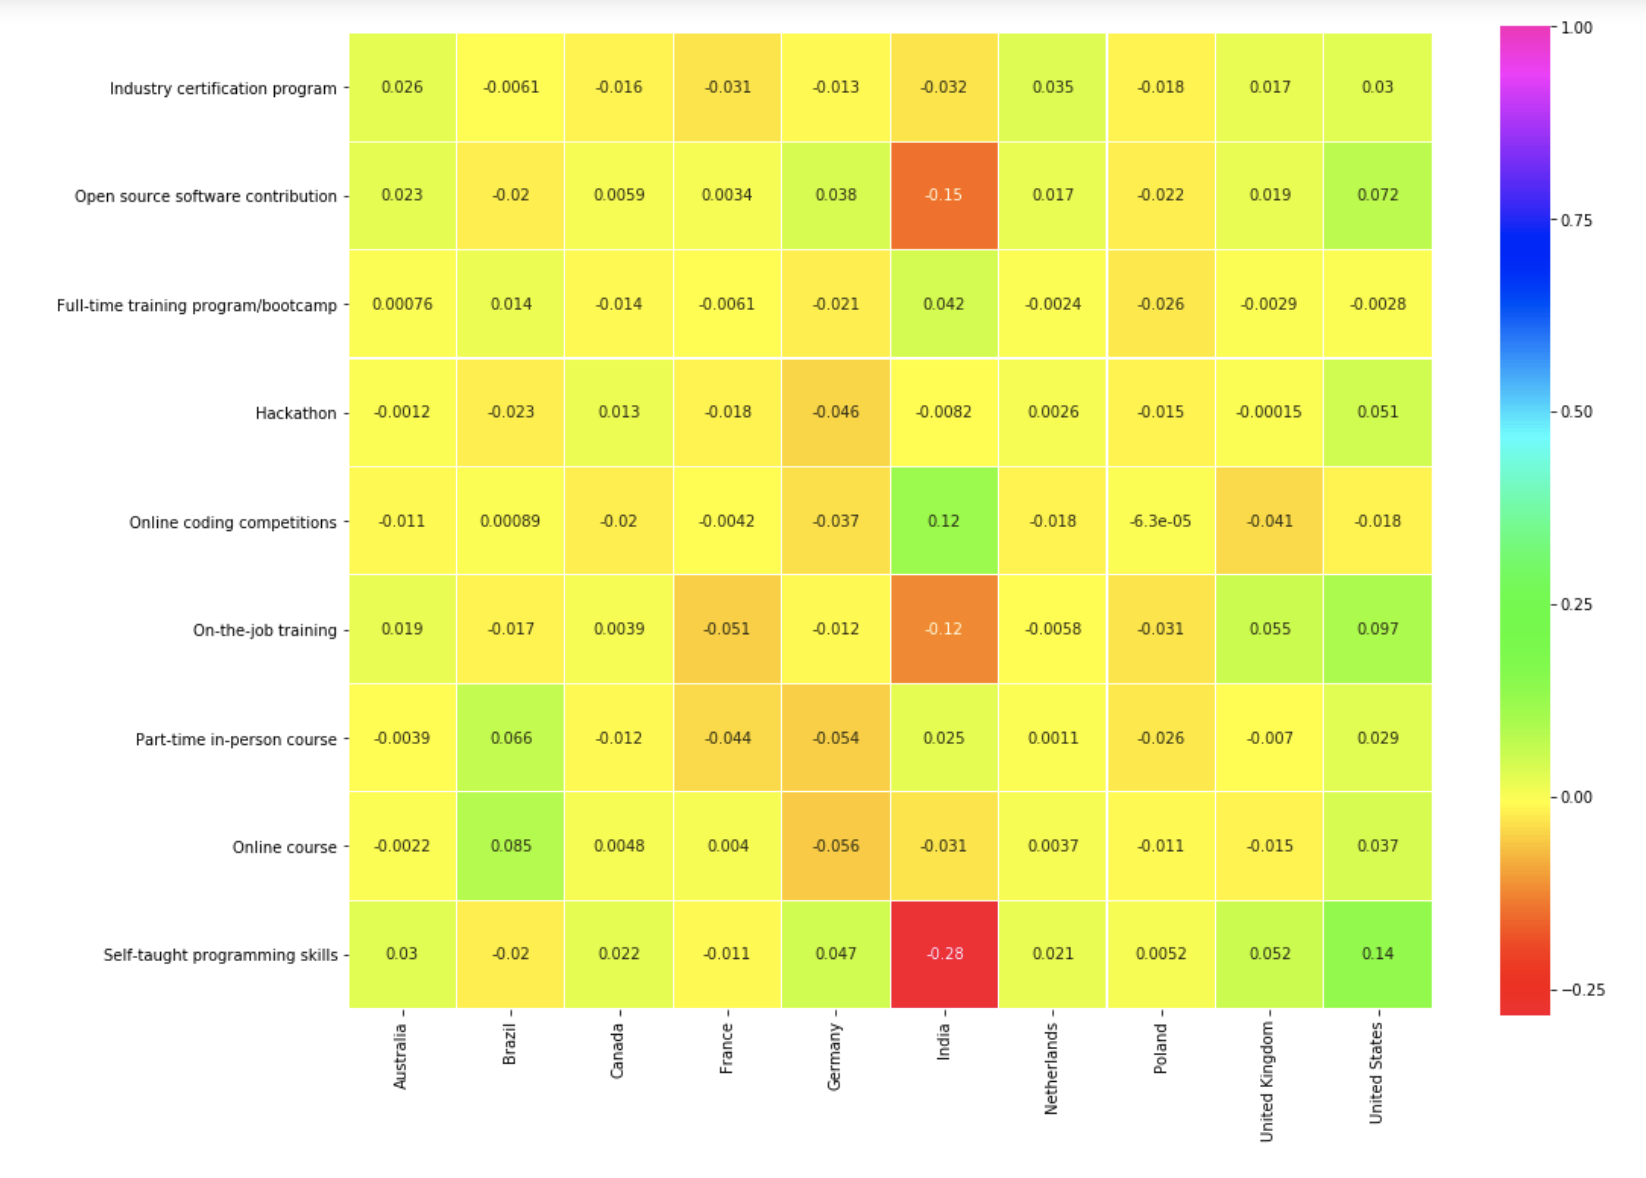 Industry certification program 0.026 -0.0061 -0.016 -0.031 -0.013 -0.032 0.035 -0.018 0.017 0.03
Open source software contribution 0.023 -0.02 0.0059 0.0034 0.038 -0.15 0.017 -0.022 0.019 0.072
Full-time training program/bootcamp 0.00076 0.014 -0.014 -0.0061 -0.021 0.042 -0.0024 -0.026 -0.0029 -0.0028
Hackathon -0.0012 -0.023 0.013 -0.018 -0.046 -0.0082 0.0026 -0.015 -0.00015 0.051
Online coding competitions -0.011 0.00089 -0.02 -0.0042 -0.037 0.12 -0.018 -6.3e-05 -0.041 -0.018
On-the-job training 0.019 -0.017 0.0039 -0.051 -0.012 -0.12 -0.0058 -0.031 0.055 0.097
Part-time in-person course -0.0039 0.066 -0.012 -0.044 -0.054 0.025 0.0011 -0.026 -0.007 0.029
Online course -0.0022 0.085 0.0048 0.004 -0.056 -0.031 0.0037 -0.011 -0.015 0.037
Self-taught programming skills 0.03 -0.02 0.022 -0.011 0.047 -0.28 0.021 0.0052 0.052 0.14
Australia
Brazil
Canada
France
Germany
India
Netherlands
Poland
United Kingdom
United States
1.00
0.75
0.50
0.25
0.00
−0.25